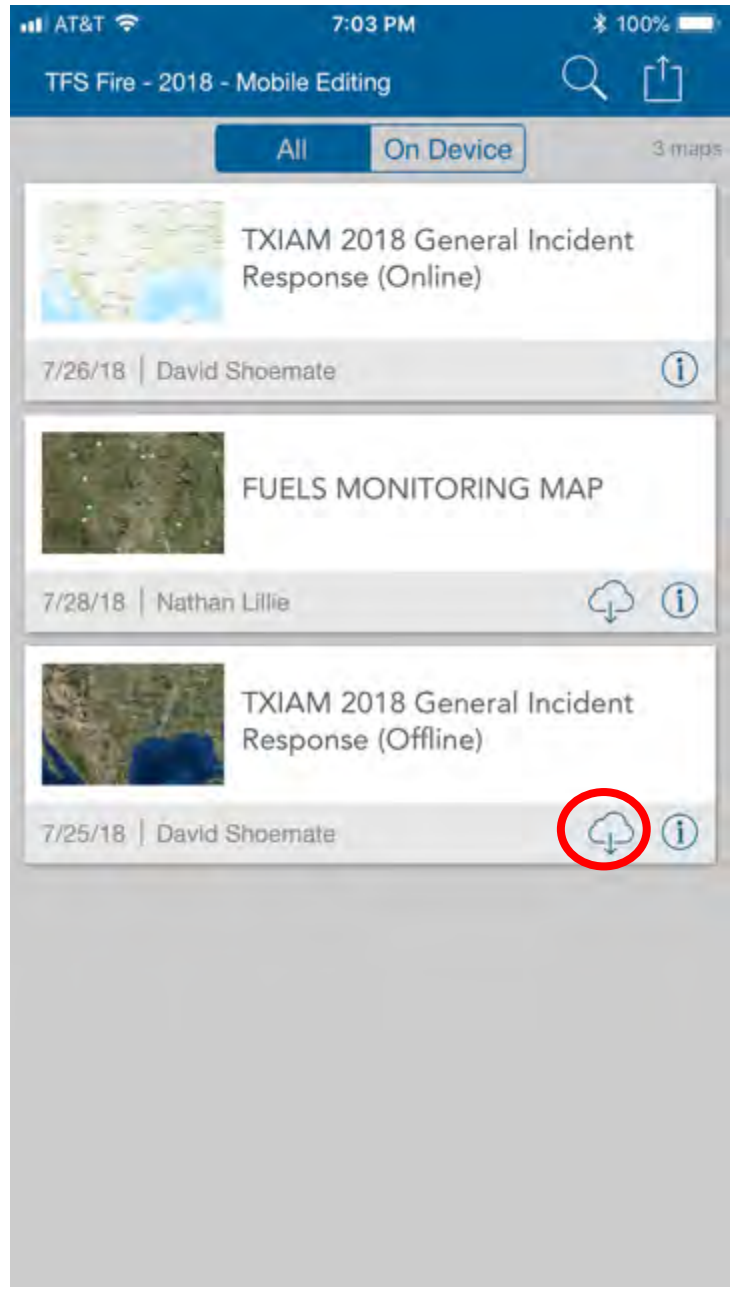 AT&T 7:03 PM 100%
TFS Fire - 2018 - Mobile Editing
All On Device 3 maps
TXIAM 2018 General Incident
Response (Online)
7/26/18 | David Shoemate
FUELS MONITORING MAP
7/28/18 | Nathan Lillie
TXIAM 2018 General Incident
Response (Offline)
7/25/18 | David Shoemate